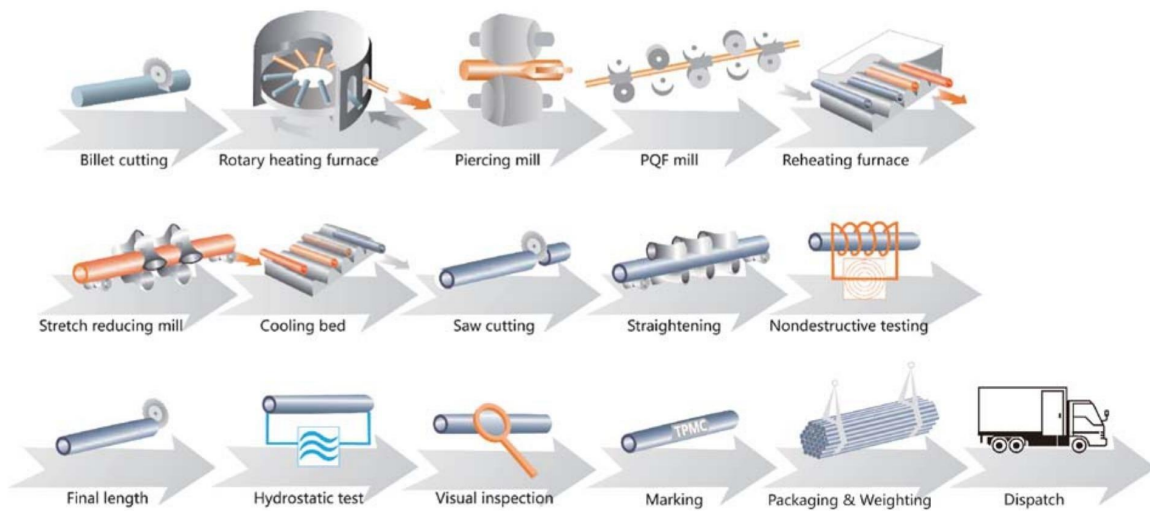 Billet cutting
Rotary heating furnace
Piercing mill
PQF mill
Reheating furnace
Stretch reducing mill
Cooling bed
Saw cutting
Straightening
Nondestructive testing
TPMC
Final length
Hydrostatic test
Visual inspection
Marking
Packaging & Weighting
Dispatch